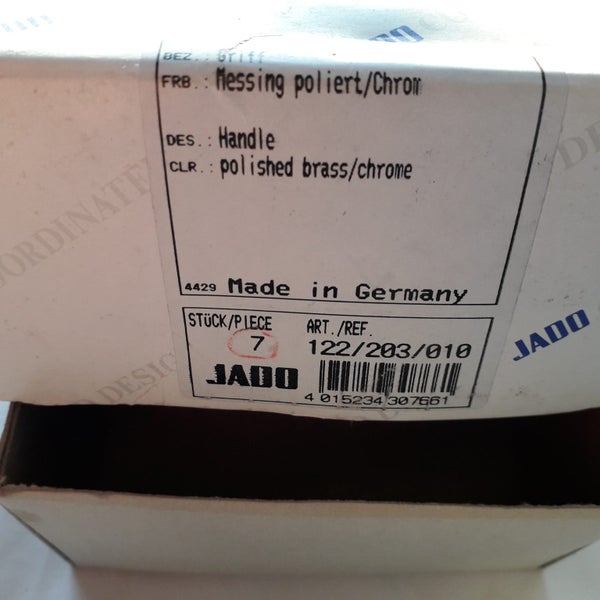 JADO
BEZ.: Griff
FRB.: Messing poliert/Chrom
DES.: Handle
CLR.: polished brass/chrome
4429 Made in Germany
STÜCK/PIECE ART./REF.
7 122/203/010
JADO
4 015234 307661
JADO